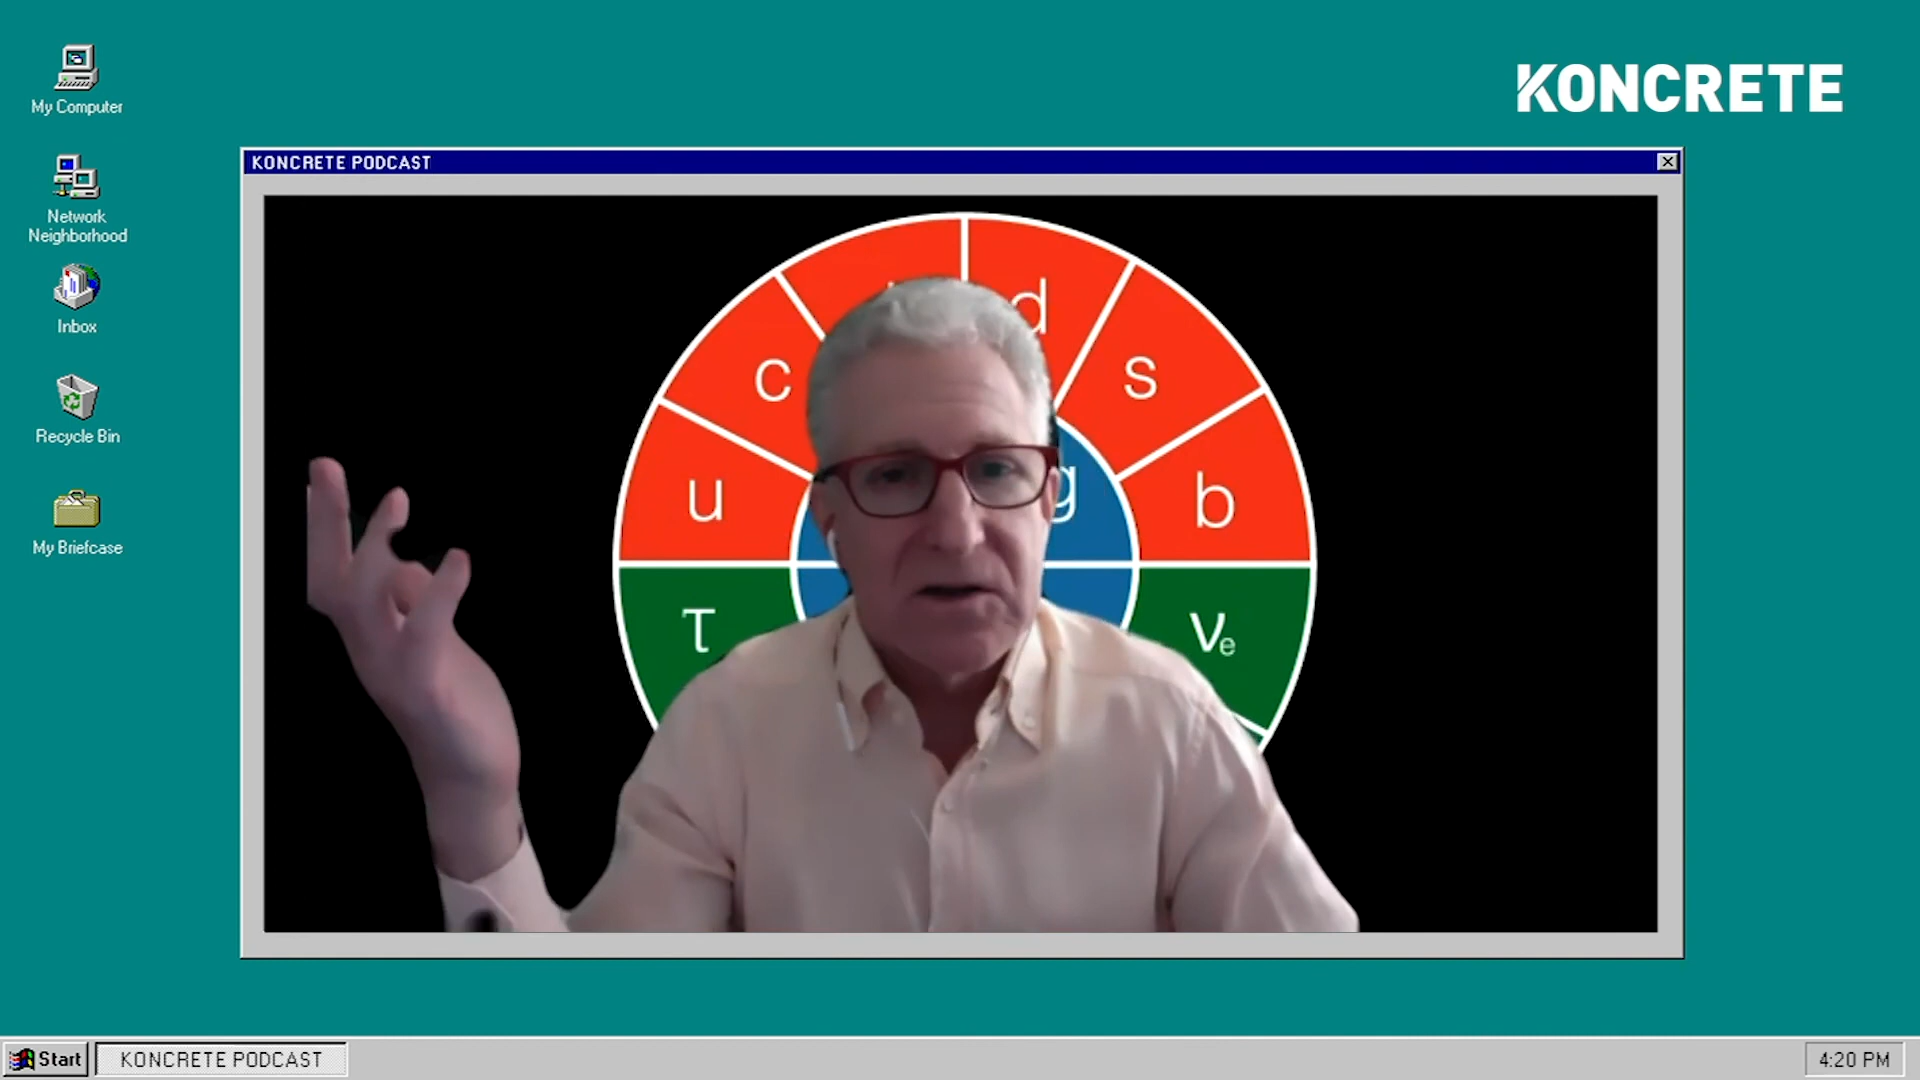 My Computer
Network
Neighborhood
Inbox
Recycle Bin
My Briefcase
KONCRETE
KONCRETE PODCAST
d
c
s
u
g
b
τ
νe
Start
KONCRETE PODCAST
4:20 PM